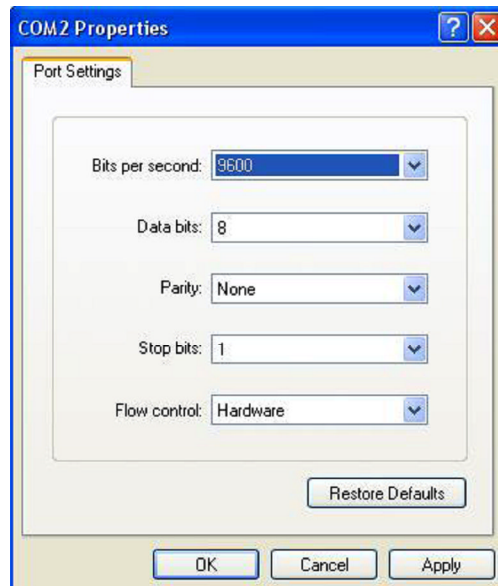 COM2 Properties
Port Settings
Bits per second: 9600
Data bits: 8
Parity: None
Stop bits: 1
Flow control: Hardware
Restore Defaults
OK Cancel Apply